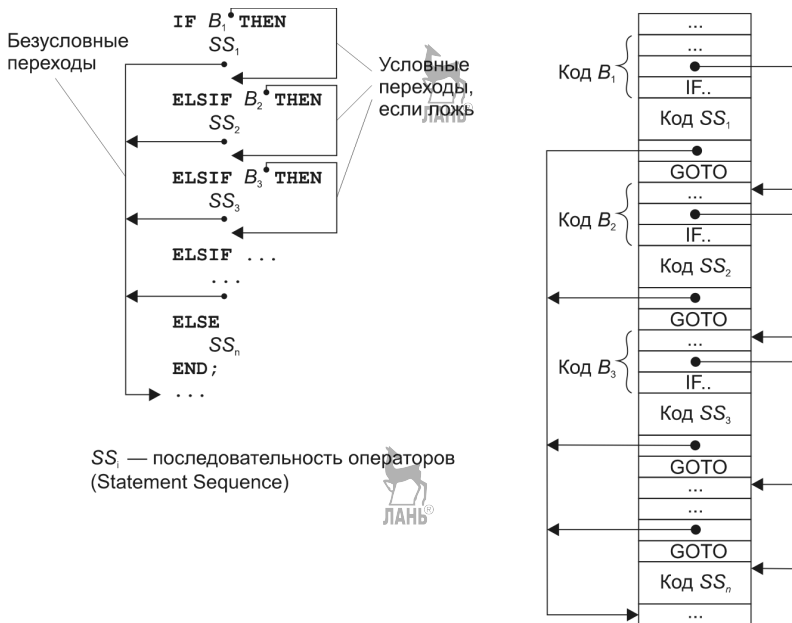 Безусловные
переходы
IF B₁ THEN
SS₁
ELSIF B₂ THEN
SS₂
ELSIF B₃ THEN
SS₃
ELSIF ...
...
ELSE
SSₙ
END;
...
Условные
переходы,
если ложь
ЛАНЬ®
SSᵢ — последовательность операторов
(Statement Sequence)
ЛАНЬ®
...
...
Код B₁
IF..
Код SS₁
GOTO
...
Код B₂
IF..
Код SS₂
GOTO
...
Код B₃
IF..
Код SS₃
GOTO
...
...
GOTO
Код SSₙ
...